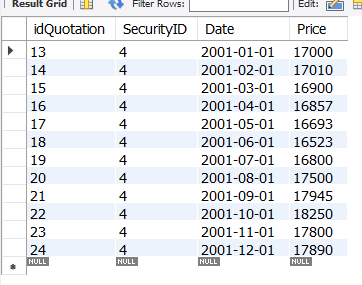 Result Grid Filter Rows: Edit:
idQuotation SecurityID Date Price
13 4 2001-01-01 17000
14 4 2001-02-01 17010
15 4 2001-03-01 16900
16 4 2001-04-01 16857
17 4 2001-05-01 16693
18 4 2001-06-01 16523
19 4 2001-07-01 16800
20 4 2001-08-01 17500
21 4 2001-09-01 17945
22 4 2001-10-01 18250
23 4 2001-11-01 17800
24 4 2001-12-01 17890
NULL NULL NULL NULL